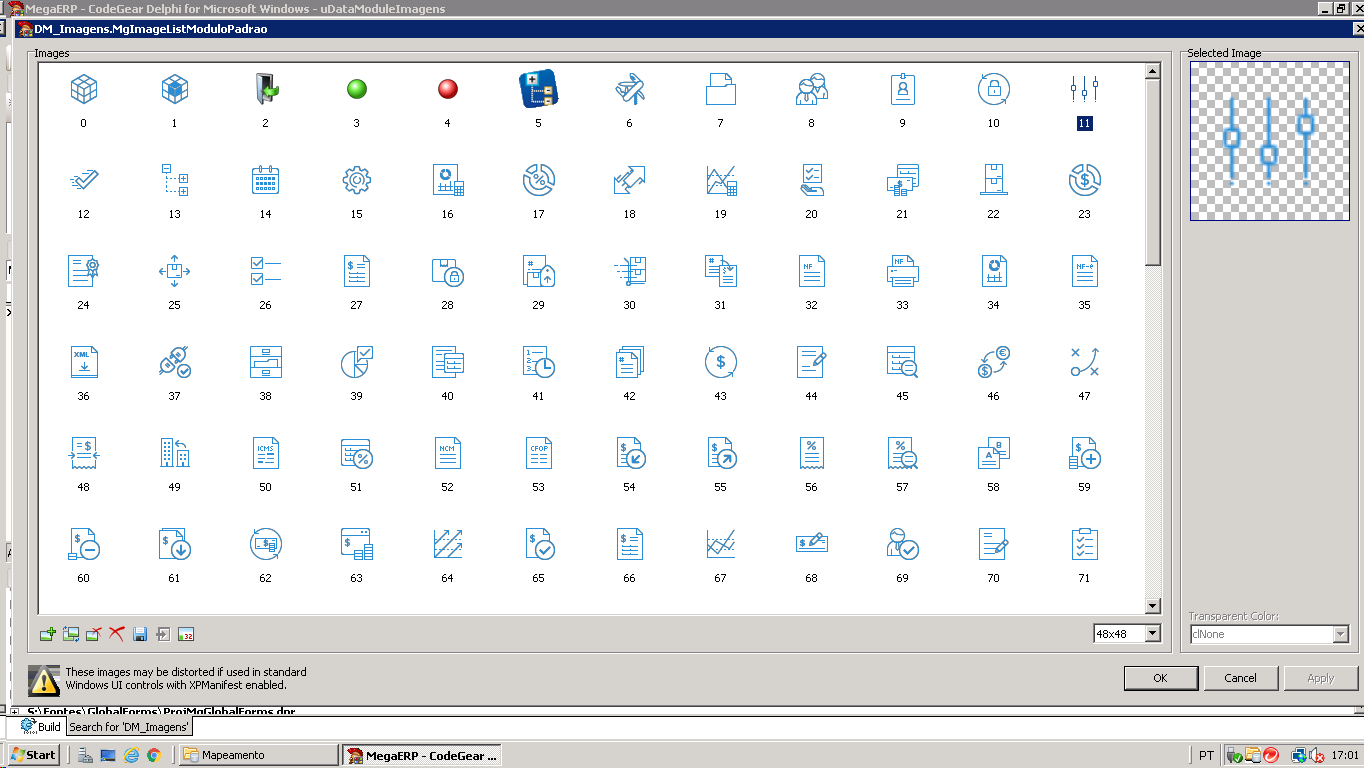 MegaERP - CodeGear Delphi for Microsoft Windows - uDataModuleImagens
DM_Imagens.MgImageListModuloPadrao
Images
Selected Image
0 1 2 3 4 5 6 7 8 9 10 11
12 13 14 15 16 17 18 19 20 21 22 23
NF NF NF-e
24 25 26 27 28 29 30 31 32 33 34 35
XML
36 37 38 39 40 41 42 43 44 45 46 47
ICMS NCM CFOP
48 49 50 51 52 53 54 55 56 57 58 59
60 61 62 63 64 65 66 67 68 69 70 71
Transparent Color:
clNone
48x48
These images may be distorted if used in standard
Windows UI controls with XPManifest enabled.
OK
Cancel
Apply
S:\Fontes\GlobalForms\ProjMgGlobalForms.dpr
Build
Search for 'DM_Imagens'
Start
Mapeamento
MegaERP - CodeGear ...
PT
17:01